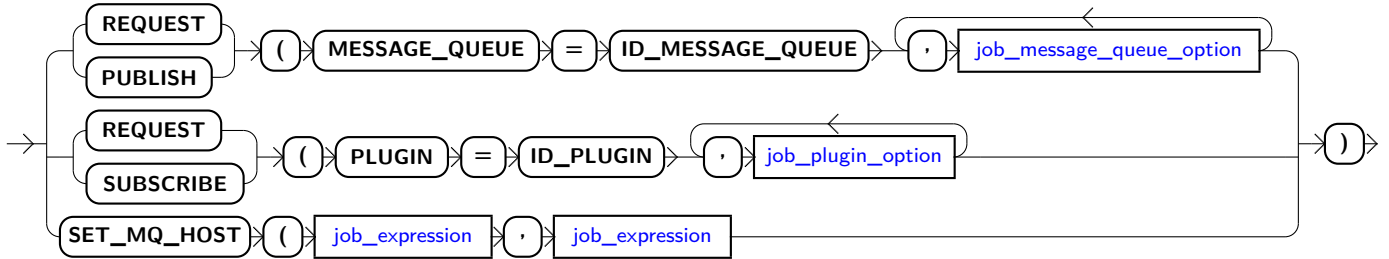 REQUEST
PUBLISH
( MESSAGE_QUEUE = ID_MESSAGE_QUEUE , job_message_queue_option
REQUEST
SUBSCRIBE
( PLUGIN = ID_PLUGIN , job_plugin_option
)
SET_MQ_HOST ( job_expression , job_expression